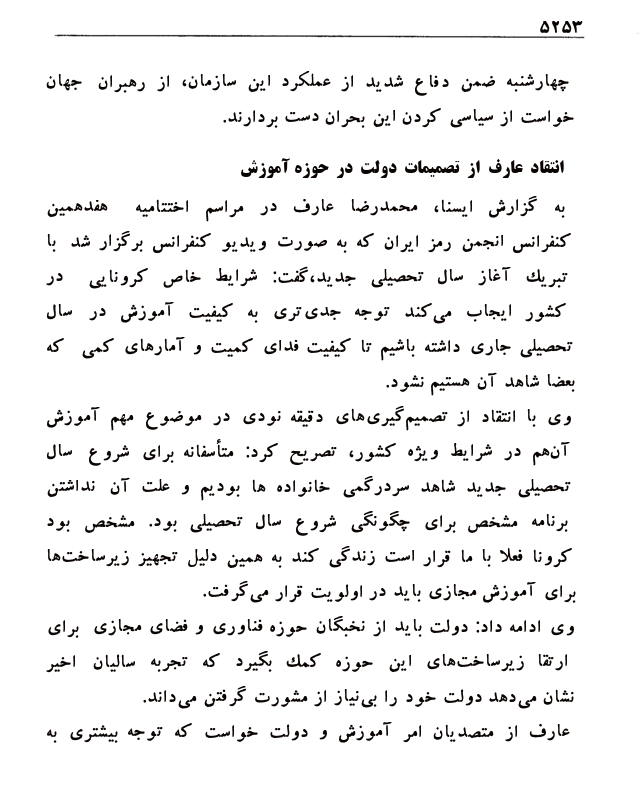 ۵۲۵۳
چهارشنبه ضمن دفاع شدید از عملکرد این سازمان، از رهبران جهان
خواست از سیاسی کردن این بحران دست بردارند.
انتقاد عارف از تصمیمات دولت در حوزه آموزش
به گزارش ایسنا، محمدرضا عارف در مراسم اختتامیه هفدهمین
کنفرانس انجمن رمز ایران که به صورت ویدیو کنفرانس برگزار شد با
تبریك آغاز سال تحصیلی جدید،گفت: شرایط خاص کرونایی در
کشور ایجاب می‌کند توجه جدی‌تری به کیفیت آموزش در سال
تحصیلی جاری داشته باشیم تا کیفیت فدای کمیت و آمارهای کمی که
بعضا شاهد آن هستیم نشود.
وی با انتقاد از تصمیم‌گیری‌های دقیقه نودی در موضوع مهم آموزش
آن‌هم در شرایط ویژه کشور، تصریح کرد: متأسفانه برای شروع سال
تحصیلی جدید شاهد سردرگمی خانواده ها بودیم و علت آن نداشتن
برنامه مشخص برای چگونگی شروع سال تحصیلی بود. مشخص بود
کرونا فعلا با ما قرار است زندگی کند به همین دلیل تجهیز زیرساخت‌ها
برای آموزش مجازی باید در اولویت قرار می‌گرفت.
وی ادامه داد: دولت باید از نخبگان حوزه فناوری و فضای مجازی برای
ارتقا زیرساخت‌های این حوزه کمك بگیرد که تجربه سالیان اخیر
نشان می‌دهد دولت خود را بی‌نیاز از مشورت گرفتن می‌داند.
عارف از متصدیان امر آموزش و دولت خواست که توجه بیشتری به